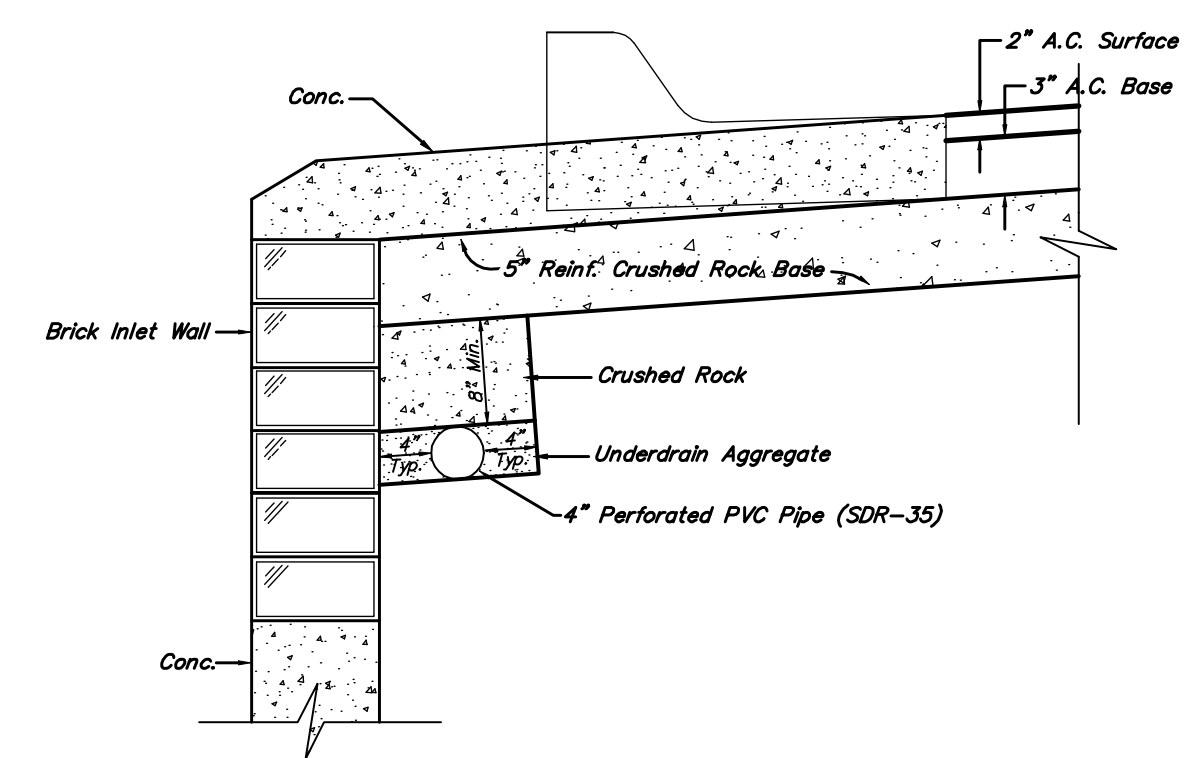 2" A.C. Surface
3" A.C. Base
Conc.
5" Reinf. Crushed Rock Base
Brick Inlet Wall
8" Min.
Crushed Rock
4" Typ.
4" Typ.
Underdrain Aggregate
4" Perforated PVC Pipe (SDR-35)
Conc.